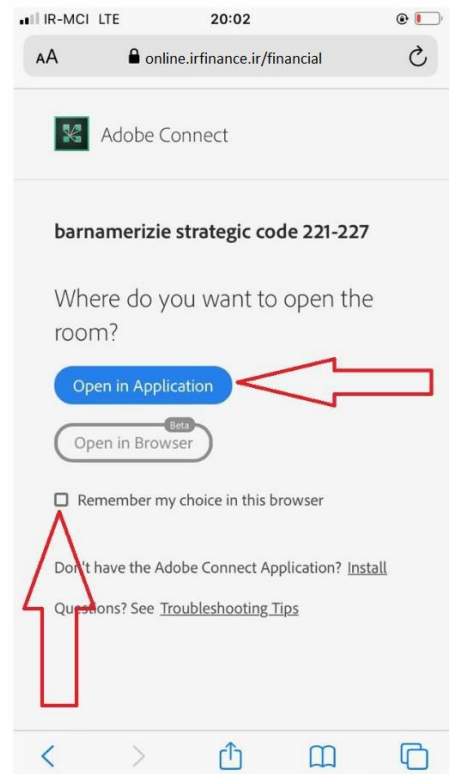 IR-MCI LTE 20:02
AA online.irfinance.ir/financial
Adobe Connect
barnamerizie strategic code 221-227
Where do you want to open the
room?
Open in Application
Beta
Open in Browser
Remember my choice in this browser
Don't have the Adobe Connect Application? Install
Questions? See Troubleshooting Tips